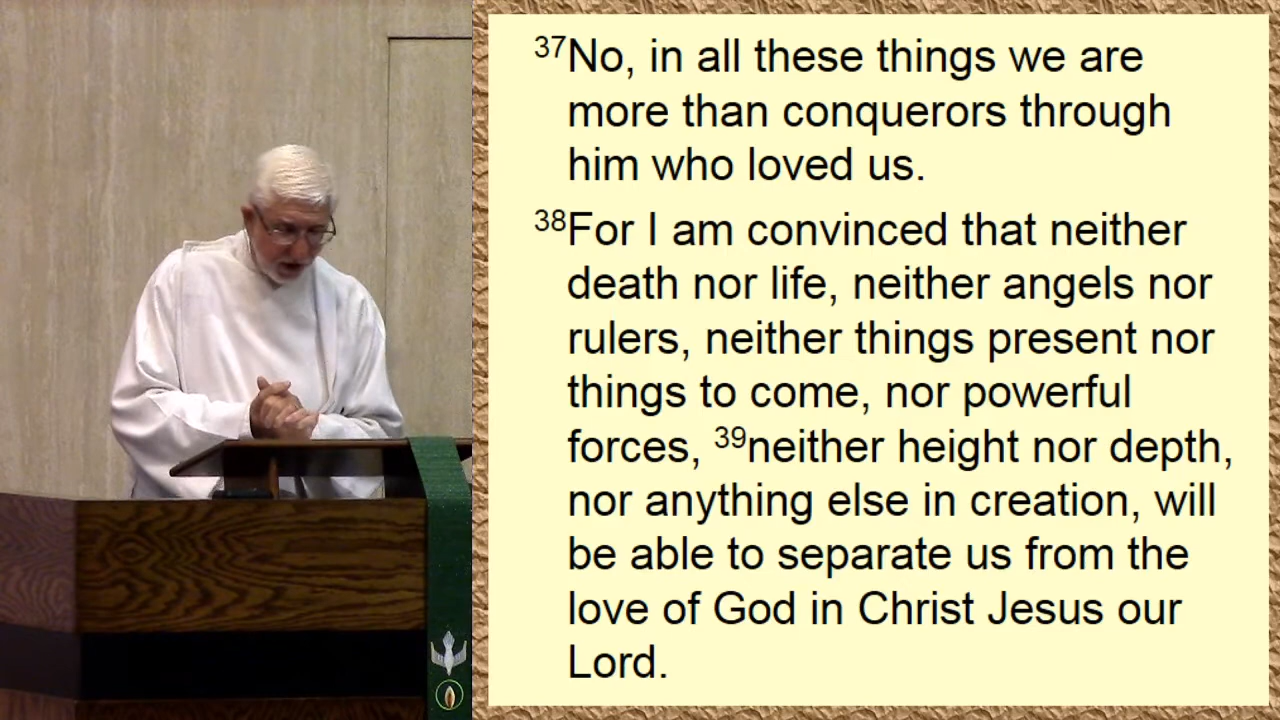 37No, in all these things we are
more than conquerors through
him who loved us.
38For I am convinced that neither
death nor life, neither angels nor
rulers, neither things present nor
things to come, nor powerful
forces, 39neither height nor depth,
nor anything else in creation, will
be able to separate us from the
love of God in Christ Jesus our
Lord.